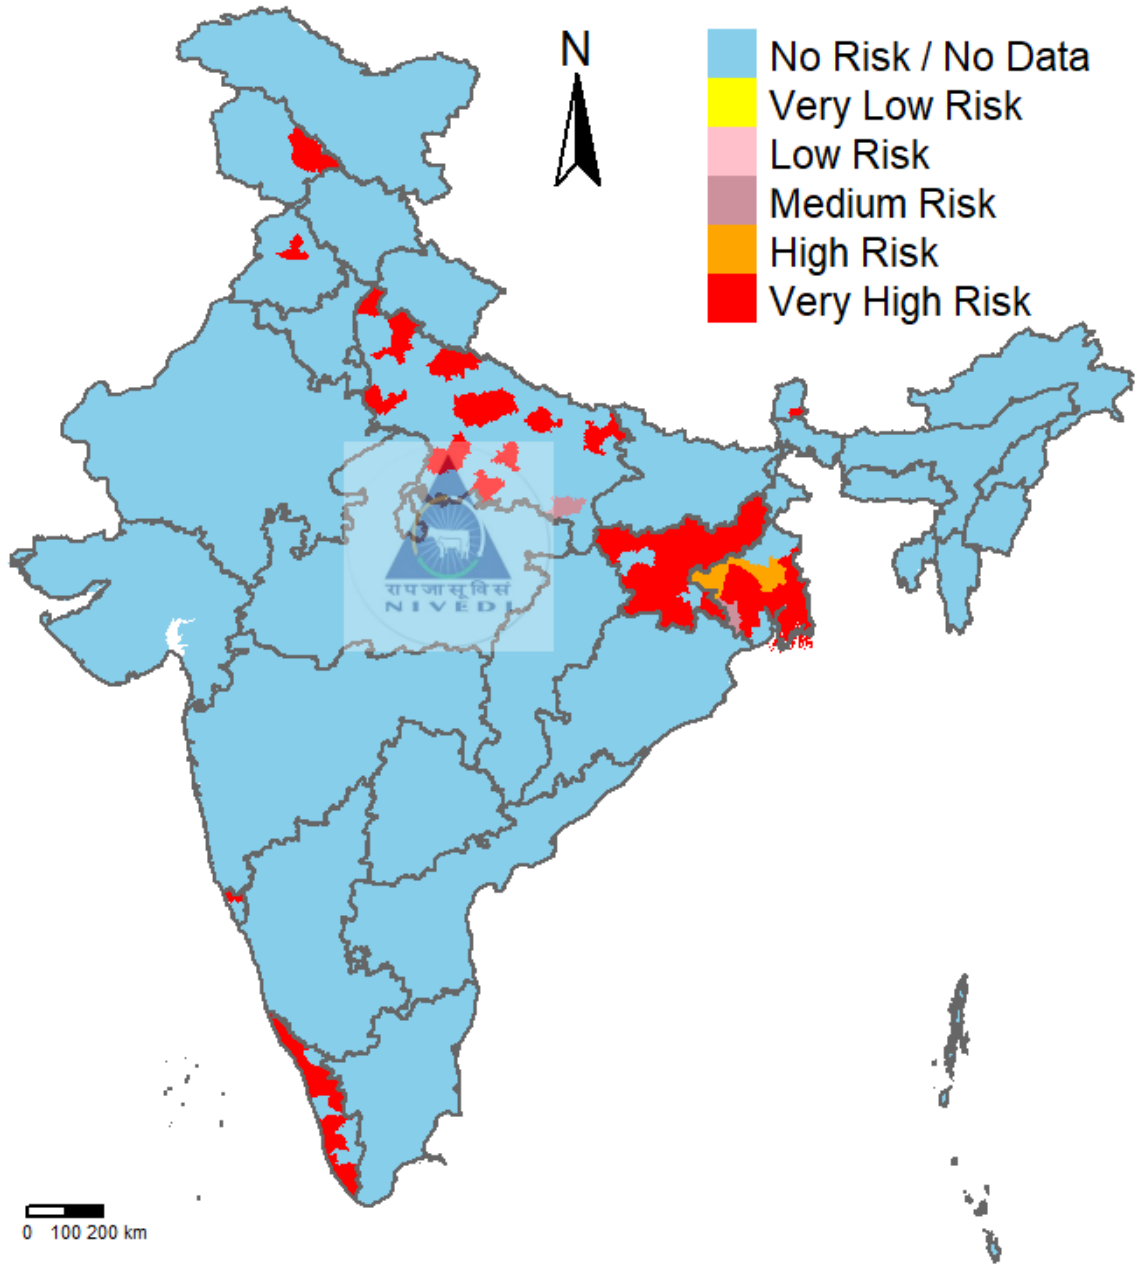 N
No Risk / No Data
Very Low Risk
Low Risk
Medium Risk
High Risk
Very High Risk
रा प जा सू वि सं
NIVEDI
0 100 200 km